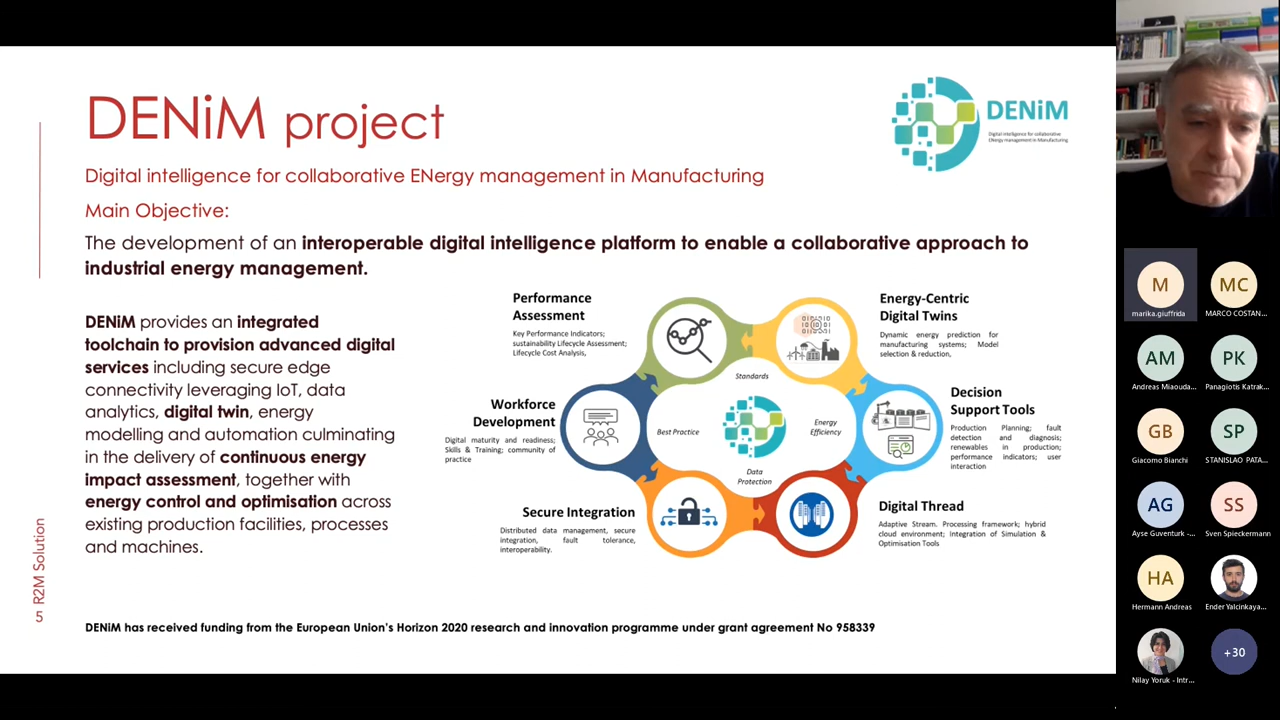 DENiM project
DENiM
Digital intelligence for collaborative
ENergy management in Manufacturing
Digital intelligence for collaborative ENergy management in Manufacturing
Main Objective:
The development of an interoperable digital intelligence platform to enable a collaborative approach to
industrial energy management.
DENiM provides an integrated
toolchain to provision advanced digital
services including secure edge
connectivity leveraging IoT, data
analytics, digital twin, energy
modelling and automation culminating
in the delivery of continuous energy
impact assessment, together with
energy control and optimisation across
existing production facilities, processes
and machines.
Performance
Assessment
Key Performance Indicators;
sustainability Lifecycle Assessment;
Lifecycle Cost Analysis,
Energy-Centric
Digital Twins
Dynamic energy prediction for
manufacturing systems; Model
selection & reduction,
Workforce
Development
Digital maturity and readiness;
Skills & Training; community of
practice
Decision
Support Tools
Production Planning; fault
detection and diagnosis;
renewables in production;
performance indicators; user
interaction
Secure Integration
Distributed data management, secure
integration, fault tolerance,
interoperability.
Digital Thread
Adaptive Stream. Processing framework; hybrid
cloud environment; Integration of Simulation &
Optimisation Tools
Standards
Best Practice
Energy
Efficiency
Data
Protection
5 R2M Solution
DENiM has received funding from the European Union's Horizon 2020 research and innovation programme under grant agreement No 958339
M
marika.giuffrida
MC
MARCO COSTAN...
AM
Andreas Miaouda...
PK
Panagiotis Katrak...
GB
Giacomo Bianchi
SP
STANISLAO PATA...
AG
Ayse Guventurk -...
SS
Sven Spieckermann
HA
Hermann Andreas
Ender Yalcinkaya...
Nilay Yoruk - Intr...
+30